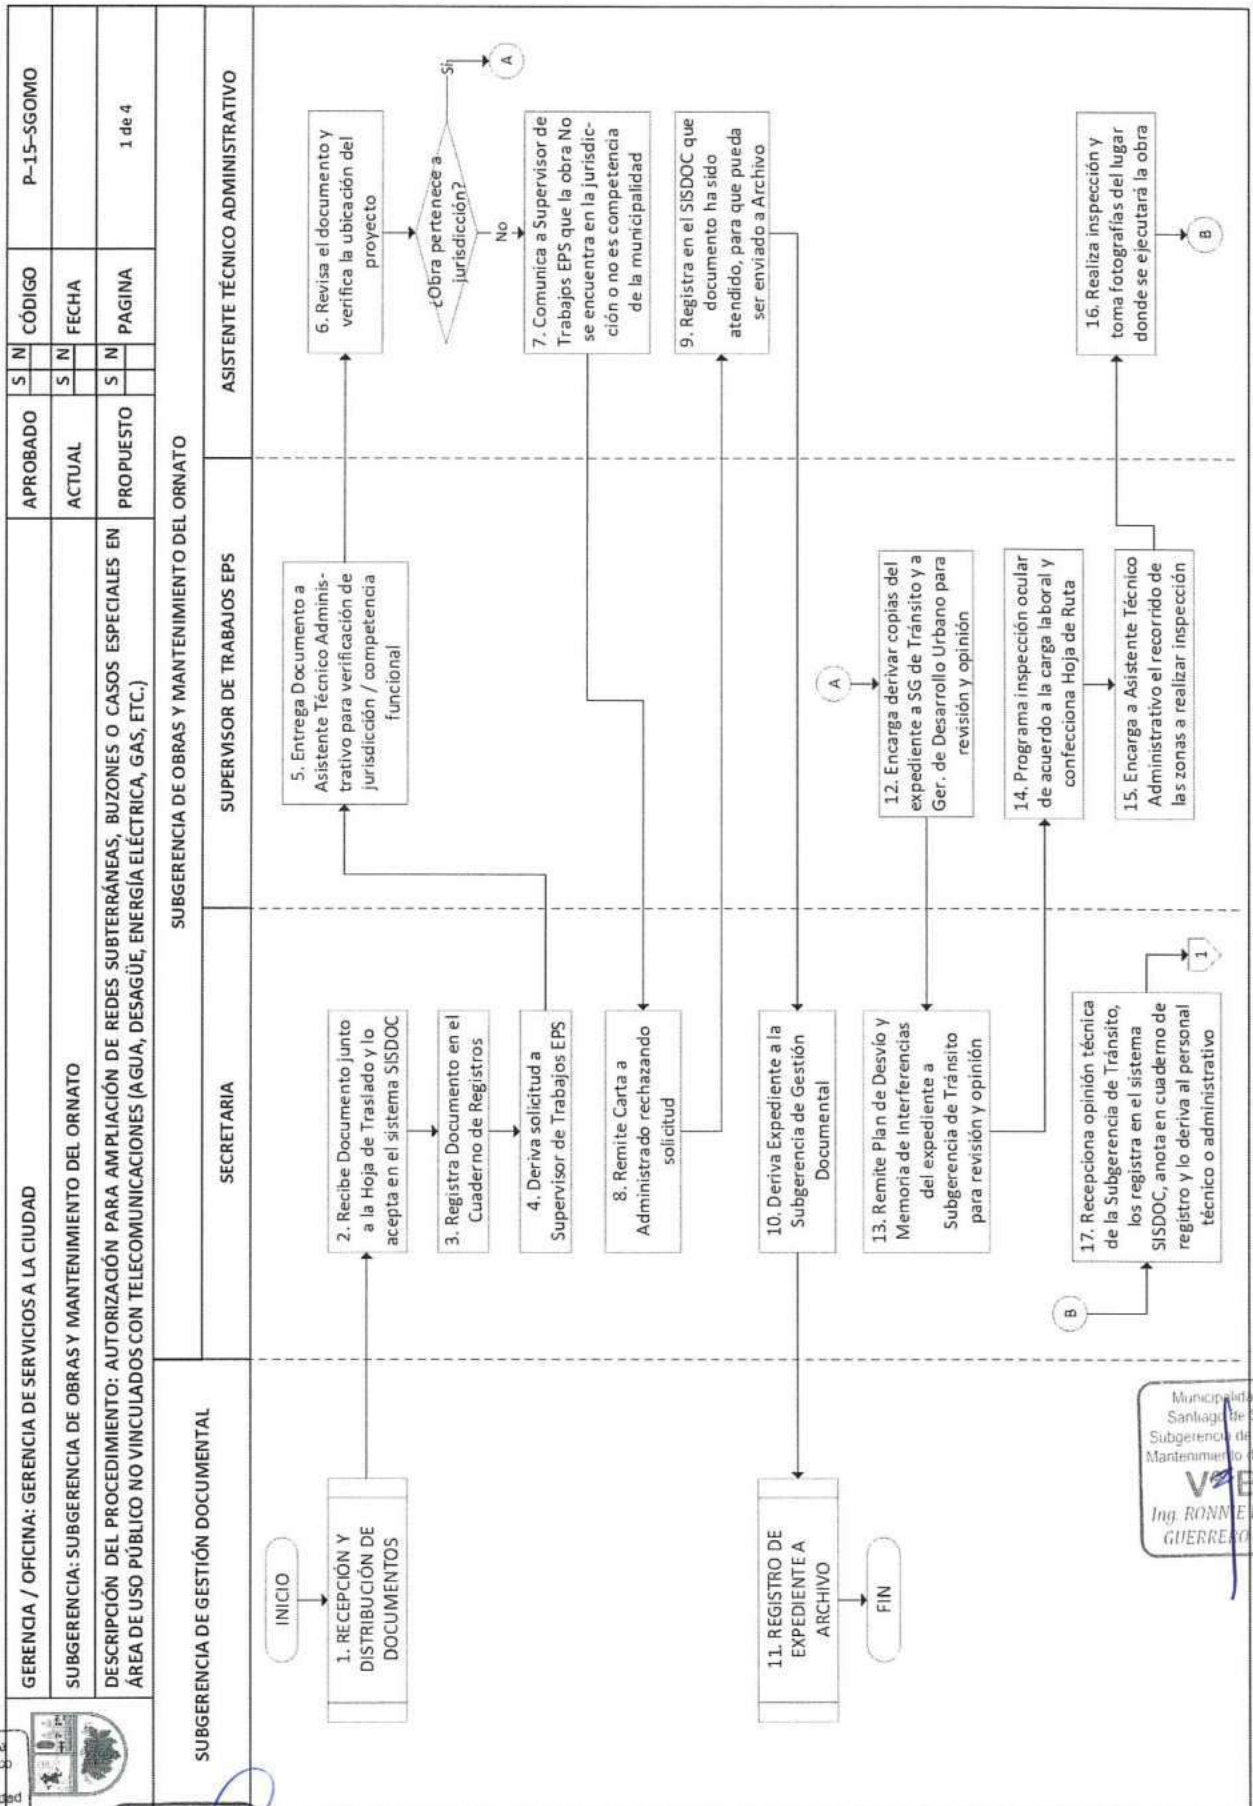 GERENCIA / OFICINA: GERENCIA DE SERVICIOS A LA CIUDAD
APROBADO
S N
CÓDIGO
P-15-SGOMO
SUBGERENCIA: SUBGERENCIA DE OBRAS Y MANTENIMIENTO DEL ORNATO
ACTUAL
S N
FECHA
DESCRIPCIÓN DEL PROCEDIMIENTO: AUTORIZACIÓN PARA AMPLIACIÓN DE REDES SUBTERRÁNEAS, BUZONES O CASOS ESPECIALES EN
ÁREA DE USO PÚBLICO NO VINCULADOS CON TELECOMUNICACIONES (AGUA, DESAGÜE, ENERGÍA ELÉCTRICA, GAS, ETC.)
PROPUESTO
S N
PAGINA
1 de 4
SUBGERENCIA DE GESTIÓN DOCUMENTAL
SUBGERENCIA DE OBRAS Y MANTENIMIENTO DEL ORNATO
SECRETARIA
SUPERVISOR DE TRABAJOS EPS
ASISTENTE TÉCNICO ADMINISTRATIVO
INICIO
1. RECEPCIÓN Y
DISTRIBUCIÓN DE
DOCUMENTOS
2. Recibe Documento junto
a la Hoja de Traslado y lo
acepta en el sistema SISDOC
3. Registra Documento en el
Cuaderno de Registros
4. Deriva solicitud a
Supervisor de Trabajos EPS
5. Entrega Documento a
Asistente Técnico Adminis-
trativo para verificación de
jurisdicción / competencia
funcional
6. Revisa el documento y
verifica la ubicación del
proyecto
¿Obra pertenece a
jurisdicción?
Si
A
No
7. Comunica a Supervisor de
Trabajos EPS que la obra No
se encuentra en la jurisdic-
ción o no es competencia
de la municipalidad
8. Remite Carta a
Administrado rechazando
solicitud
9. Registra en el SISDOC que
documento ha sido
atendido, para que pueda
ser enviado a Archivo
10. Deriva Expediente a la
Subgerencia de Gestión
Documental
11. REGISTRO DE
EXPEDIENTE A
ARCHIVO
FIN
A
12. Encarga derivar copias del
expediente a SG de Tránsito y a
Ger. de Desarrollo Urbano para
revisión y opinión
13. Remite Plan de Desvío y
Memoria de Interferencias
del expediente a
Subgerencia de Tránsito
para revisión y opinión
14. Programa inspección ocular
de acuerdo a la carga laboral y
confecciona Hoja de Ruta
15. Encarga a Asistente Técnico
Administrativo el recorrido de
las zonas a realizar inspección
16. Realiza inspección y
toma fotografías del lugar
donde se ejecutará la obra
B
B
17. Recepciona opinión técnica
de la Subgerencia de Tránsito,
los registra en el sistema
SISDOC, anota en cuaderno de
registro y lo deriva al personal
técnico o administrativo
1
Santiago de
Subgerencia de
Mantenimiento
Ing. RONN
GUERRERO